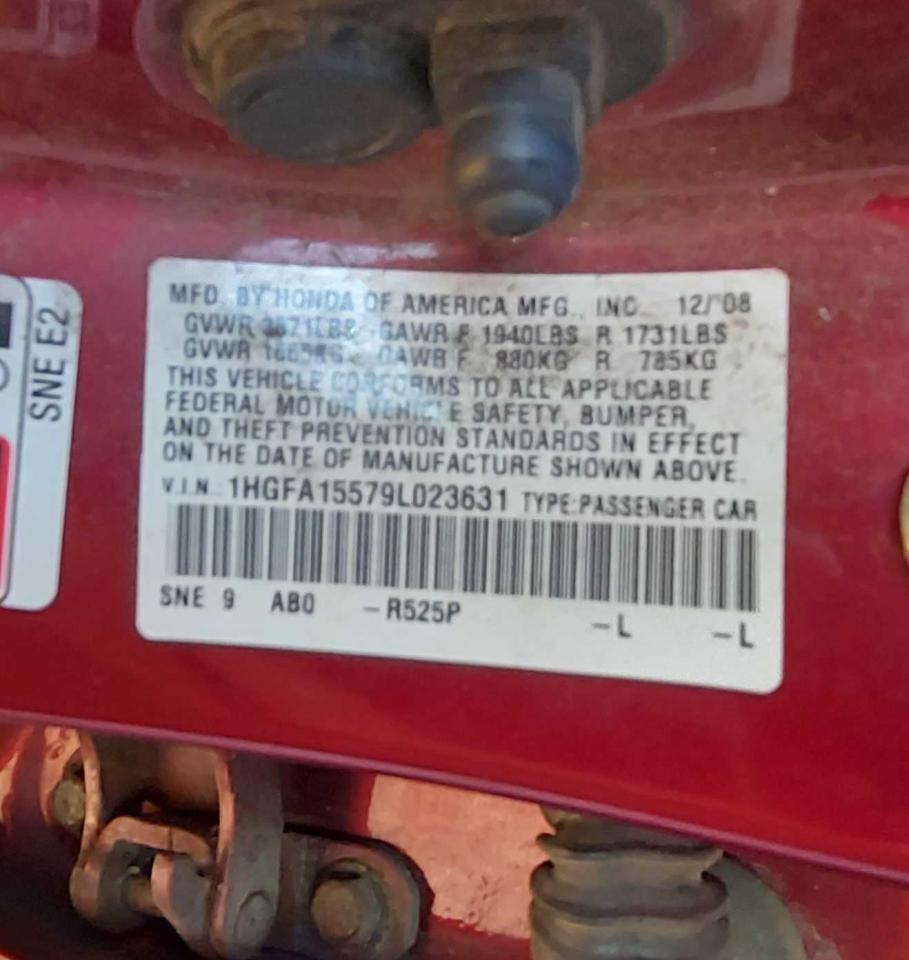 SNE E2
MFD. BY HONDA OF AMERICA MFG., INC 12/'08
GVWR GAWR F 1940LBS R 1731LBS
GVWR GAWR F 880KG R 785KG
THIS VEHICLE CONFORMS TO ALL APPLICABLE
FEDERAL MOTOR VEHICLE SAFETY, BUMPER,
AND THEFT PREVENTION STANDARDS IN EFFECT
ON THE DATE OF MANUFACTURE SHOWN ABOVE.
V.I.N.: 1HGFA15579L023631 TYPE:PASSENGER CAR
SNE 9 AB0 -R525P -L -L